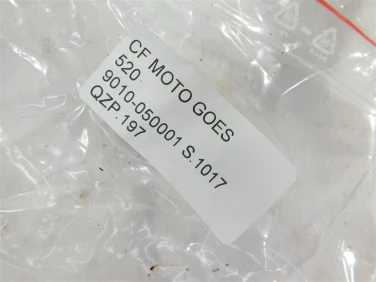 CF MOTO GOES
520
9010-050001 S.1017
QZP.197